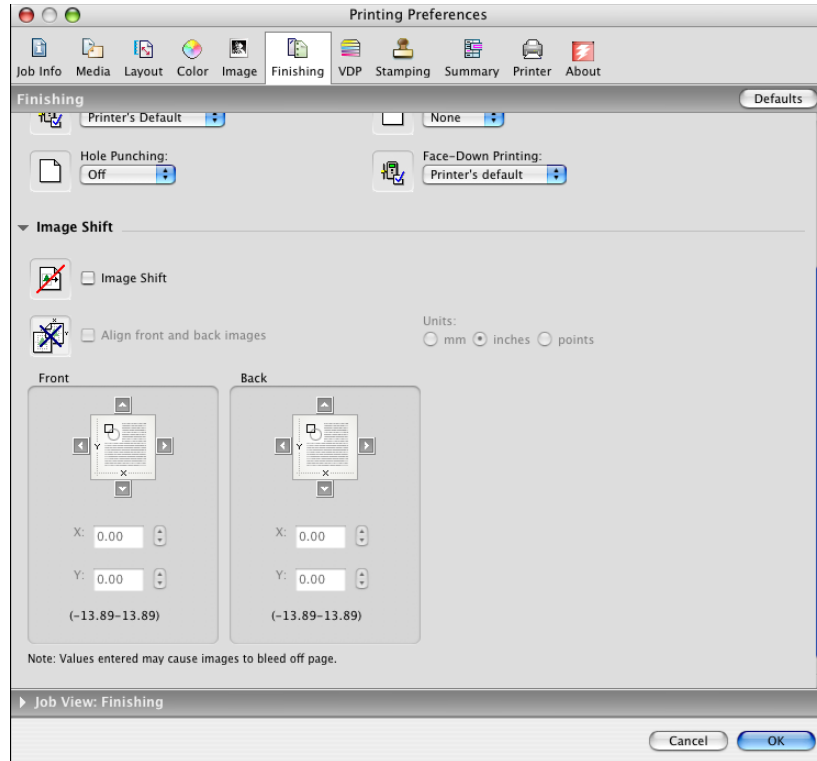 Printing Preferences
Job Info Media Layout Color Image Finishing VDP Stamping Summary Printer About
Finishing Defaults
Printer's Default None
Hole Punching: Face-Down Printing:
Off Printer's default
Image Shift
Image Shift
Units:
Align front and back images mm inches points
Front Back
Y Y
X X
X: 0.00 X: 0.00
Y: 0.00 Y: 0.00
(-13.89-13.89) (-13.89-13.89)
Note: Values entered may cause images to bleed off page.
Job View: Finishing
Cancel OK